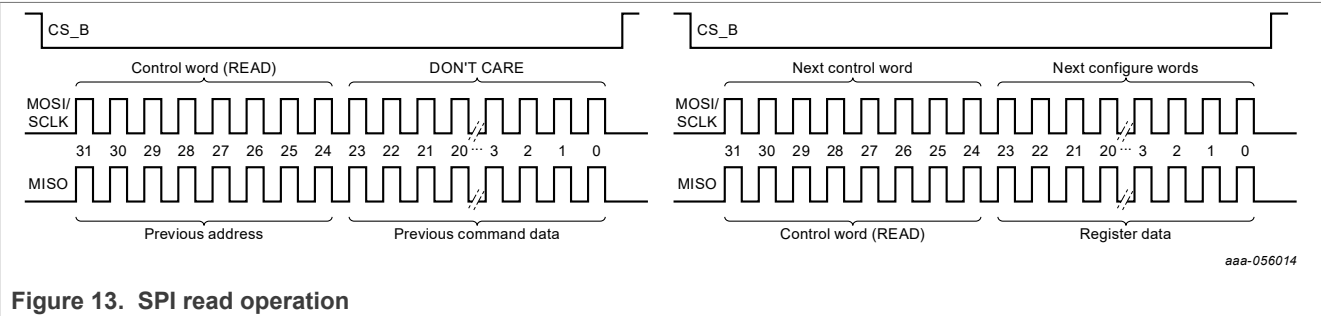 CS_B
Control word (READ) DON'T CARE
MOSI/
SCLK
31 30 29 28 27 26 25 24 23 22 21 20 ... 3 2 1 0
MISO
Previous address Previous command data
CS_B
Next control word Next configure words
MOSI/
SCLK
31 30 29 28 27 26 25 24 23 22 21 20 ... 3 2 1 0
MISO
Control word (READ) Register data
aaa-056014
Figure 13. SPI read operation